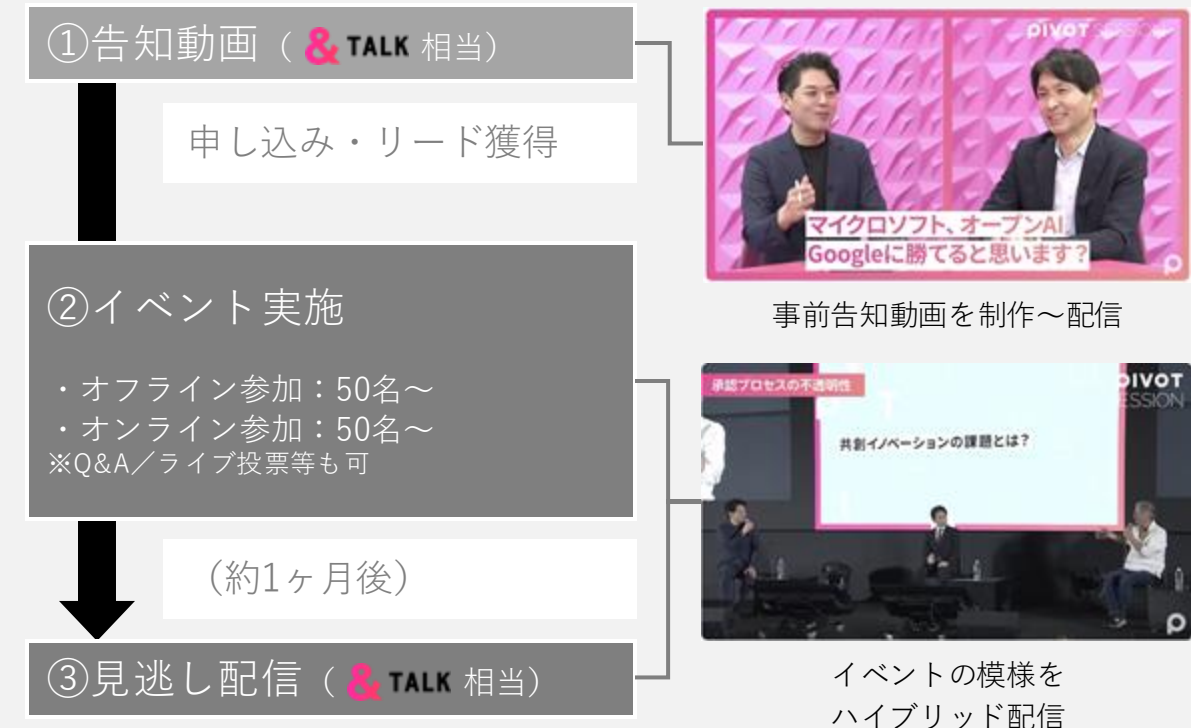 ①告知動画（ & TALK 相当）
申し込み・リード獲得
②イベント実施
・オフライン参加：50名～
・オンライン参加：50名～
※Q&A／ライブ投票等も可
（約1ヶ月後）
③見逃し配信（ & TALK 相当）
PIVOT SESSION
マイクロソフト、オープンAI
Googleに勝てると思います？
事前告知動画を制作～配信
承認プロセスの不透明性
PIVOT
SESSION
共創イノベーションの課題とは？
イベントの模様を
ハイブリッド配信